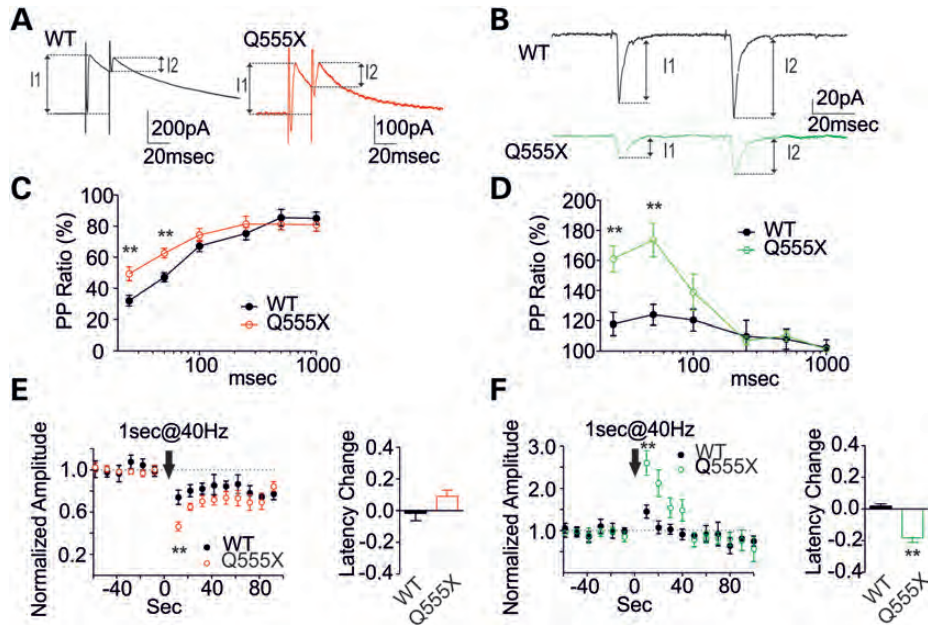 A
WT
I1
I2
200pA
20msec
Q555X
I1
I2
100pA
20msec
B
WT
I1
I2
20pA
20msec
Q555X
I1
I2
C
PP Ratio (%)
100
80
60
40
20
0
**
**
WT
Q555X
100
1000
msec
D
PP Ratio (%)
200
180
160
140
120
100
**
**
WT
Q555X
100
1000
msec
E
Normalized Amplitude
1sec@40Hz
1.0
0.6
0.2
**
WT
Q555X
-40
0
40
80
Sec
Latency Change
0.4
0.2
0.0
-0.2
-0.4
WT
Q555X
F
Normalized Amplitude
1sec@40Hz
3.0
2.0
1.0
**
WT
Q555X
-40
0
40
80
Sec
Latency Change
0.4
0.2
0.0
-0.2
-0.4
**
WT
Q555X